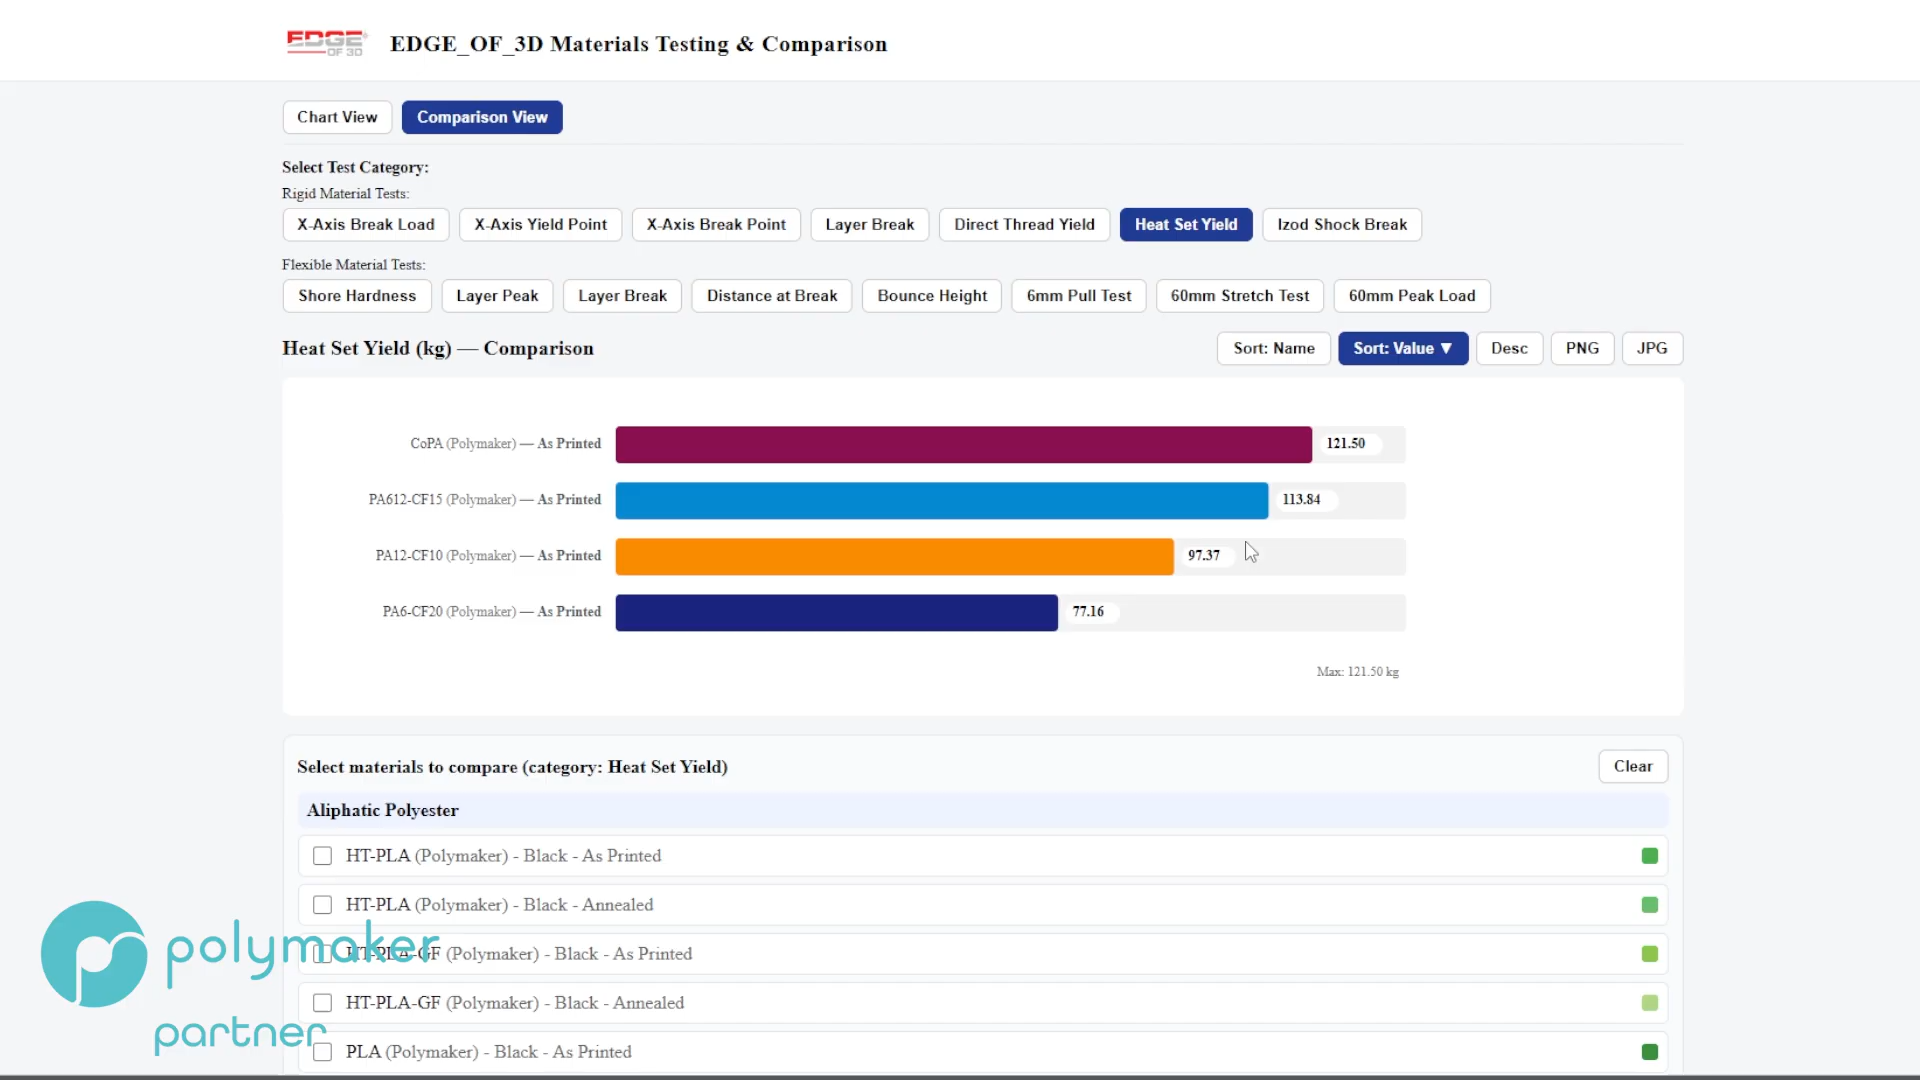 EDGE OF 3D
EDGE_OF_3D Materials Testing & Comparison
Chart View
Comparison View
Select Test Category:
Rigid Material Tests:
X-Axis Break Load
X-Axis Yield Point
X-Axis Break Point
Layer Break
Direct Thread Yield
Heat Set Yield
Izod Shock Break
Flexible Material Tests:
Shore Hardness
Layer Peak
Layer Break
Distance at Break
Bounce Height
6mm Pull Test
60mm Stretch Test
60mm Peak Load
Heat Set Yield (kg) — Comparison
Sort: Name
Sort: Value ▼
Desc
PNG
JPG
CoPA (Polymaker) — As Printed 121.50
PA612-CF15 (Polymaker) — As Printed 113.84
PA12-CF10 (Polymaker) — As Printed 97.37
PA6-CF20 (Polymaker) — As Printed 77.16
Max: 121.50 kg
Select materials to compare (category: Heat Set Yield)
Clear
Aliphatic Polyester
HT-PLA (Polymaker) - Black - As Printed
HT-PLA (Polymaker) - Black - Annealed
HT-PLA-GF (Polymaker) - Black - As Printed
HT-PLA-GF (Polymaker) - Black - Annealed
PLA (Polymaker) - Black - As Printed
polymaker
partner